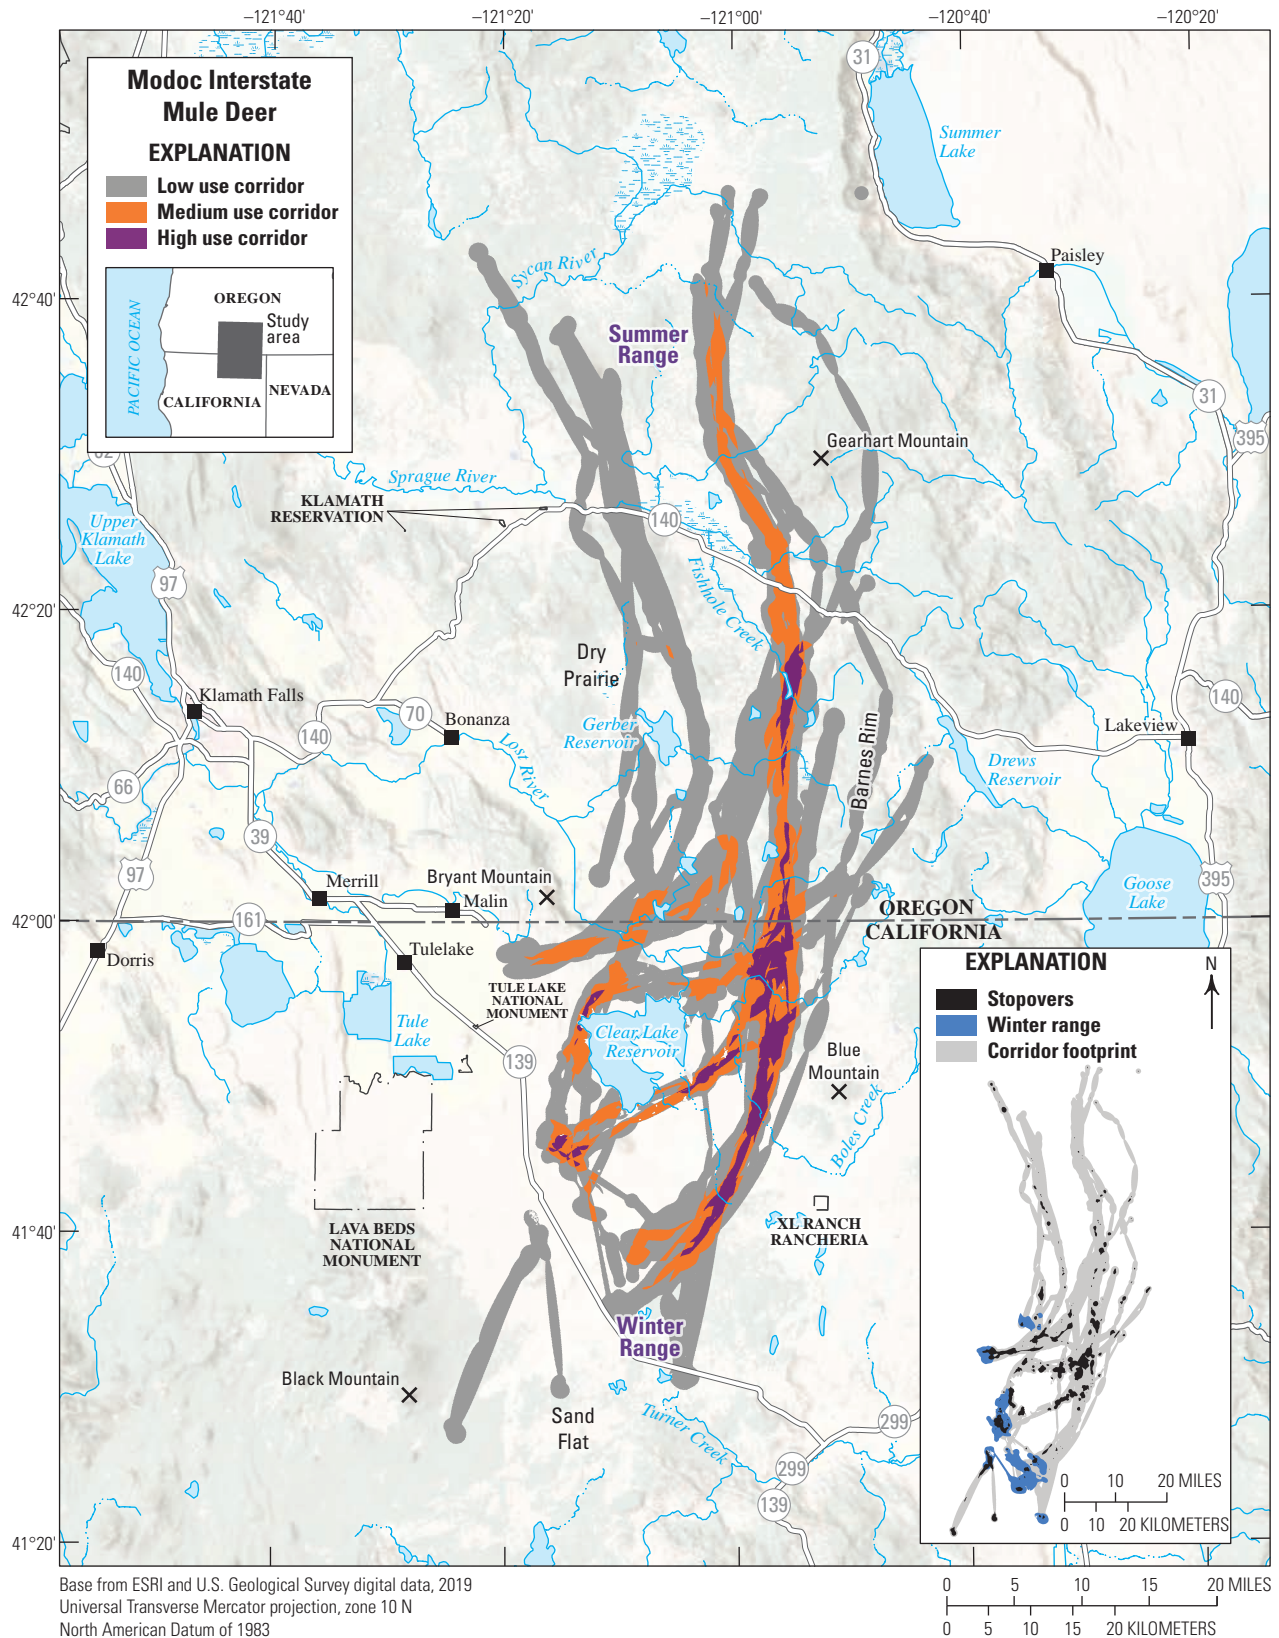 −121°40'
−121°20'
−121°00'
−120°40'
−120°20'
Modoc Interstate
Mule Deer
EXPLANATION
Low use corridor
Medium use corridor
High use corridor
PACIFIC OCEAN
OREGON
Study
area
CALIFORNIA
NEVADA
31
Summer
Lake
Paisley
Sycan River
42°40'
Summer
Range
31
395
Gearhart Mountain
Sprague River
KLAMATH
RESERVATION
140
Upper
Klamath
Lake
97
Fishhole Creek
42°20'
Dry
Prairie
140
Klamath Falls
70
Bonanza
140
Gerber
Reservoir
Lost River
Barnes Rim
Drews
Reservoir
Lakeview
140
66
39
97
Merrill
Bryant Mountain
Malin
Goose
Lake
395
42°00'
161
OREGON
CALIFORNIA
Dorris
Tulelake
TULE LAKE
NATIONAL
MONUMENT
Tule
Lake
Clear Lake
Reservoir
139
Blue
Mountain
Boles Creek
41°40'
LAVA BEDS
NATIONAL
MONUMENT
XL RANCH
RANCHERIA
Winter
Range
Black Mountain
Sand
Flat
Turner Creek
299
299
139
41°20'
EXPLANATION
N
Stopovers
Winter range
Corridor footprint
0 10 20 MILES
0 10 20 KILOMETERS
Base from ESRI and U.S. Geological Survey digital data, 2019
Universal Transverse Mercator projection, zone 10 N
North American Datum of 1983
0 5 10 15 20 MILES
0 5 10 15 20 KILOMETERS